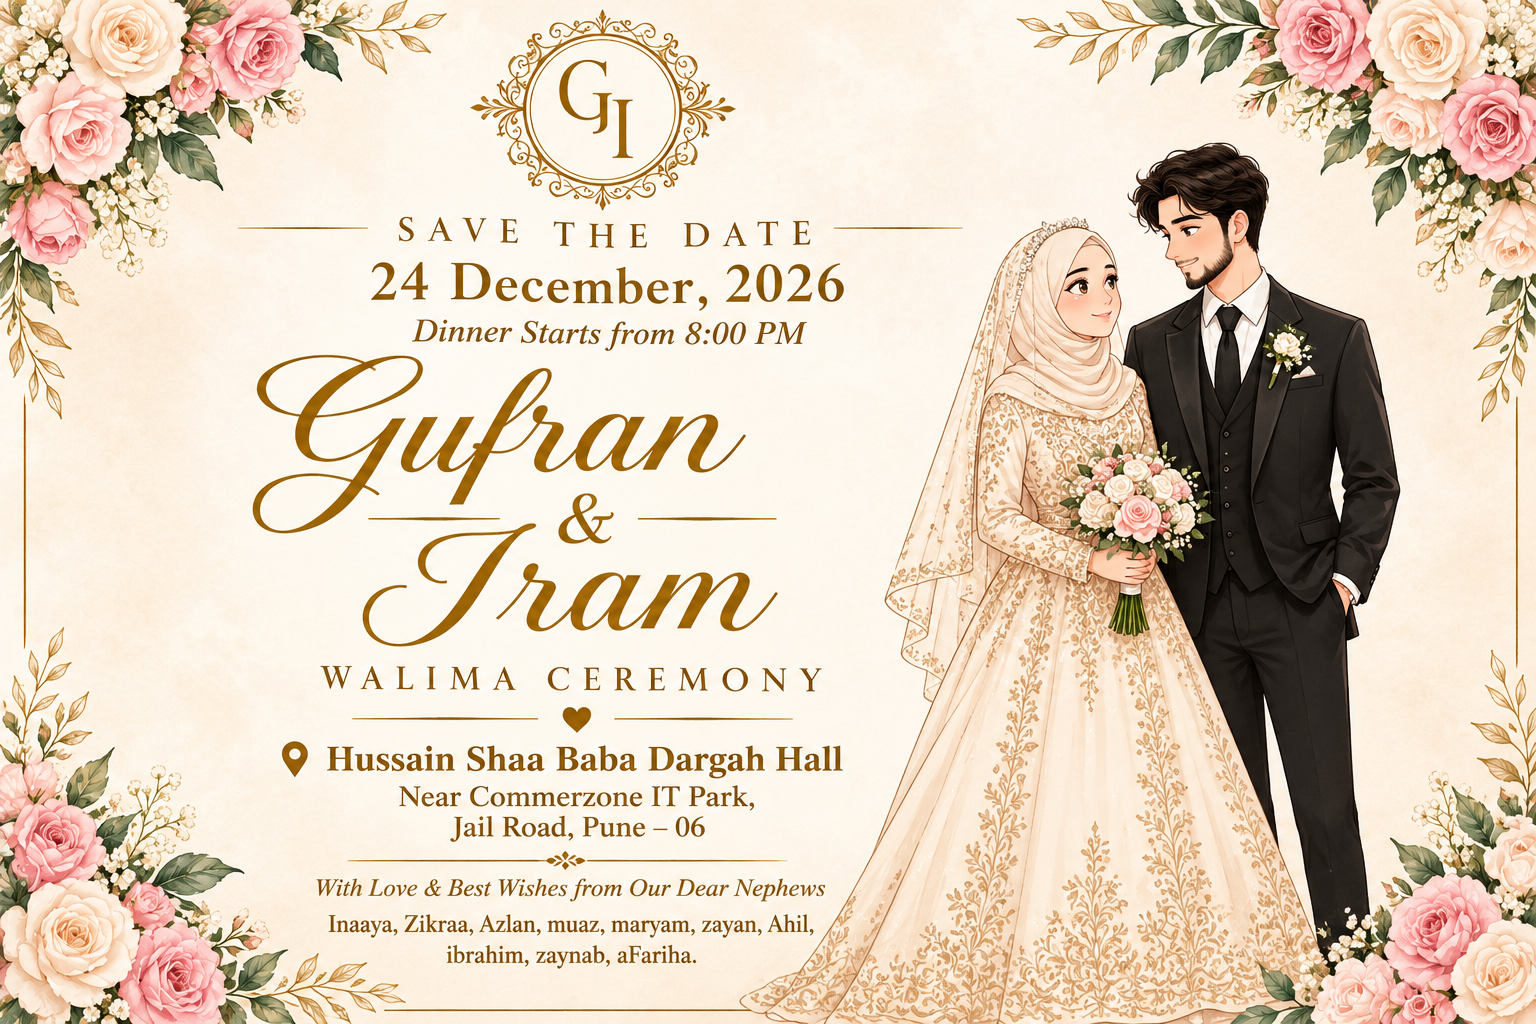 GI
SAVE THE DATE
24 December, 2026
Dinner Starts from 8:00 PM
Gufran
&
Iram
WALIMA CEREMONY
Hussain Shaa Baba Dargah Hall
Near Commerzone IT Park,
Jail Road, Pune – 06
With Love & Best Wishes from Our Dear Nephews
Inaaya, Zikraa, Azlan, muaz, maryam, zayan, Ahil,
ibrahim, zaynab, aFariha.